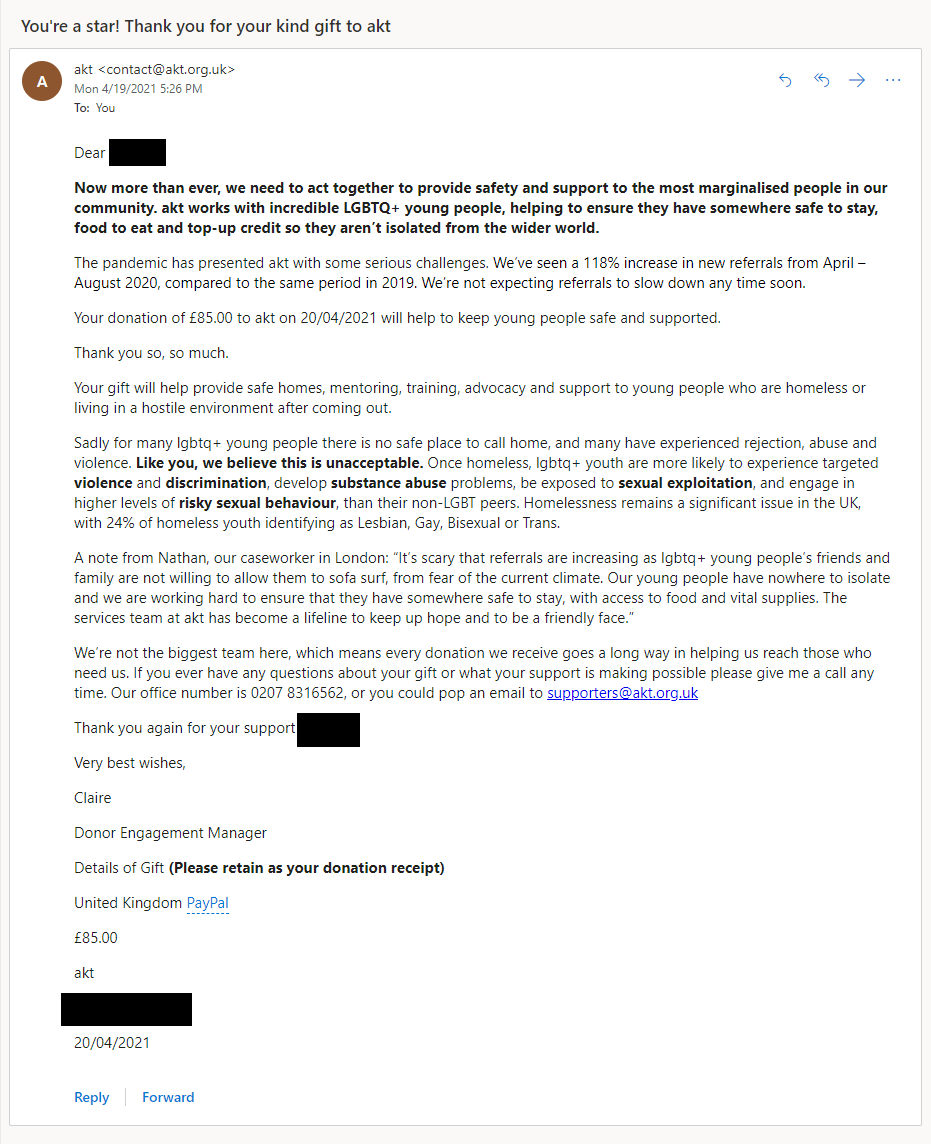 You're a star! Thank you for your kind gift to akt
A
akt <contact@akt.org.uk>
Mon 4/19/2021 5:26 PM
To: You
Dear
Now more than ever, we need to act together to provide safety and support to the most marginalised people in our
community. akt works with incredible LGBTQ+ young people, helping to ensure they have somewhere safe to stay,
food to eat and top-up credit so they aren’t isolated from the wider world.
The pandemic has presented akt with some serious challenges. We’ve seen a 118% increase in new referrals from April –
August 2020, compared to the same period in 2019. We’re not expecting referrals to slow down any time soon.
Your donation of £85.00 to akt on 20/04/2021 will help to keep young people safe and supported.
Thank you so, so much.
Your gift will help provide safe homes, mentoring, training, advocacy and support to young people who are homeless or
living in a hostile environment after coming out.
Sadly for many lgbtq+ young people there is no safe place to call home, and many have experienced rejection, abuse and
violence. Like you, we believe this is unacceptable. Once homeless, lgbtq+ youth are more likely to experience targeted
violence and discrimination, develop substance abuse problems, be exposed to sexual exploitation, and engage in
higher levels of risky sexual behaviour, than their non-LGBT peers. Homelessness remains a significant issue in the UK,
with 24% of homeless youth identifying as Lesbian, Gay, Bisexual or Trans.
A note from Nathan, our caseworker in London: “It’s scary that referrals are increasing as lgbtq+ young people’s friends and
family are not willing to allow them to sofa surf, from fear of the current climate. Our young people have nowhere to isolate
and we are working hard to ensure that they have somewhere safe to stay, with access to food and vital supplies. The
services team at akt has become a lifeline to keep up hope and to be a friendly face.”
We’re not the biggest team here, which means every donation we receive goes a long way in helping us reach those who
need us. If you ever have any questions about your gift or what your support is making possible please give me a call any
time. Our office number is 0207 8316562, or you could pop an email to supporters@akt.org.uk
Thank you again for your support
Very best wishes,
Claire
Donor Engagement Manager
Details of Gift (Please retain as your donation receipt)
United Kingdom PayPal
£85.00
akt
20/04/2021
Reply Forward